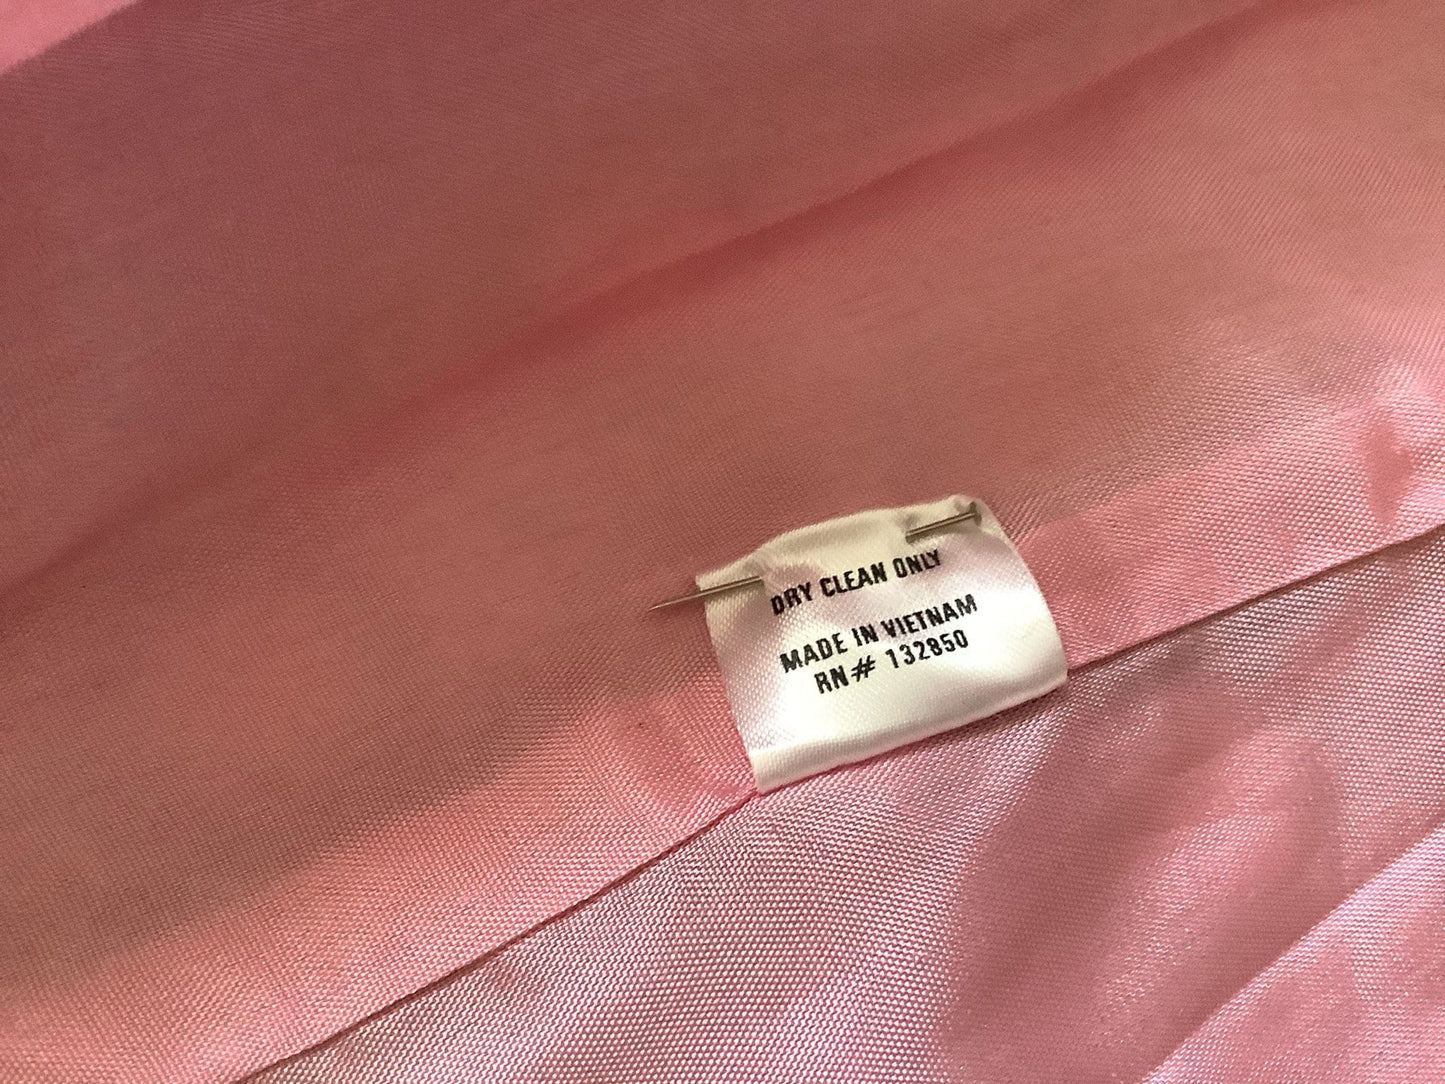 DRY CLEAN ONLY
MADE IN VIETNAM
RN# 132850